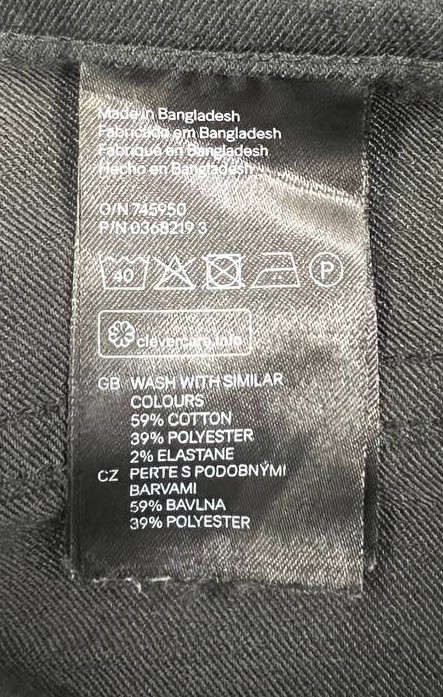 Made in Bangladesh
Fabricado em Bangladesh
Fabriqué en Bangladesh
Hecho en Bangladesh
O/N 745950
P/N 0368219 3
40
P
clevercare.info
GB WASH WITH SIMILAR
COLOURS
59% COTTON
39% POLYESTER
2% ELASTANE
CZ PERTE S PODOBNÝMI
BARVAMI
59% BAVLNA
39% POLYESTER